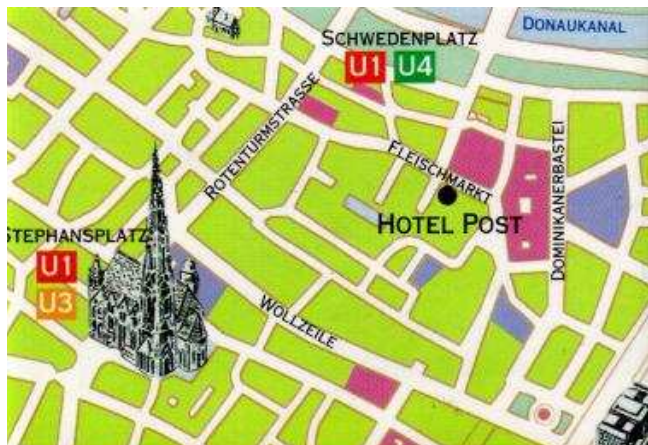 DONAUKANAL
SCHWEDENPLATZ
U1 U4
ROTENTURMSTRASSE
FLEISCHMARKT
DOMINIKANERBASTEI
HOTEL POST
STEPHANSPLATZ
U1
U3
WOLLZEILE